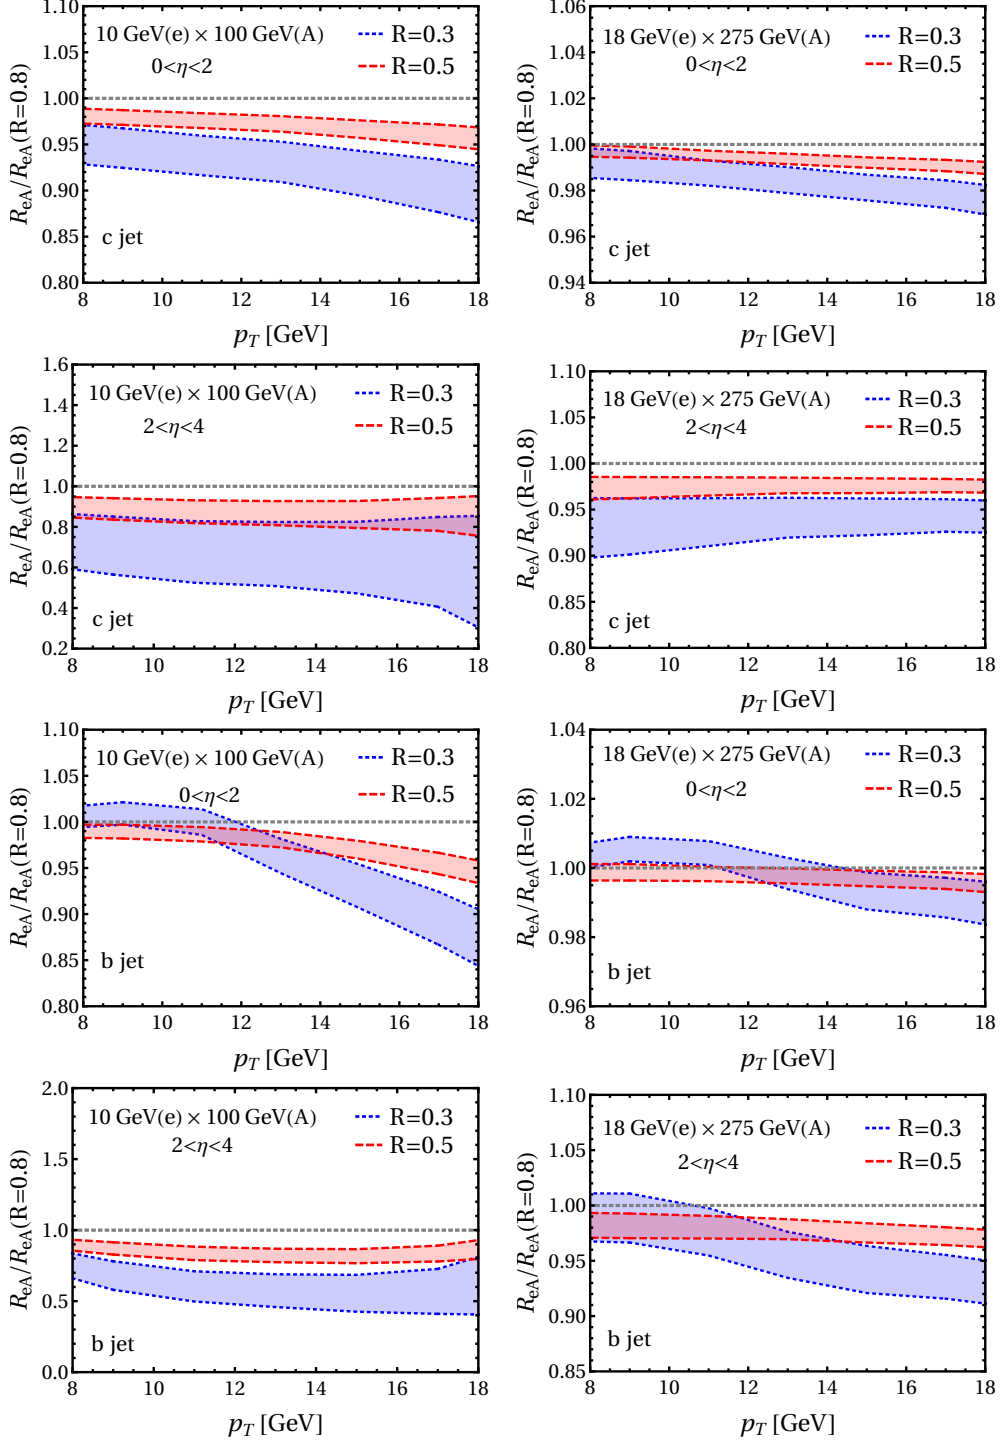 1.10
1.05
1.00
0.95
0.90
0.85
0.80
R_eA/R_eA(R=0.8)
10 GeV(e) × 100 GeV(A)
0<η<2
R=0.3
R=0.5
c jet
8 10 12 14 16 18
p_T [GeV]
1.06
1.04
1.02
1.00
0.98
0.96
0.94
R_eA/R_eA(R=0.8)
18 GeV(e) × 275 GeV(A)
0<η<2
R=0.3
R=0.5
c jet
8 10 12 14 16 18
p_T [GeV]
1.6
1.4
1.2
1.0
0.8
0.6
0.4
0.2
R_eA/R_eA(R=0.8)
10 GeV(e) × 100 GeV(A)
2<η<4
R=0.3
R=0.5
c jet
8 10 12 14 16 18
p_T [GeV]
1.10
1.05
1.00
0.95
0.90
0.85
0.80
R_eA/R_eA(R=0.8)
18 GeV(e) × 275 GeV(A)
2<η<4
R=0.3
R=0.5
c jet
8 10 12 14 16 18
p_T [GeV]
1.10
1.05
1.00
0.95
0.90
0.85
0.80
R_eA/R_eA(R=0.8)
10 GeV(e) × 100 GeV(A)
0<η<2
R=0.3
R=0.5
b jet
8 10 12 14 16 18
p_T [GeV]
1.04
1.02
1.00
0.98
0.96
R_eA/R_eA(R=0.8)
18 GeV(e) × 275 GeV(A)
0<η<2
R=0.3
R=0.5
b jet
8 10 12 14 16 18
p_T [GeV]
2.0
1.5
1.0
0.5
0.0
R_eA/R_eA(R=0.8)
10 GeV(e) × 100 GeV(A)
2<η<4
R=0.3
R=0.5
b jet
8 10 12 14 16 18
p_T [GeV]
1.10
1.05
1.00
0.95
0.90
0.85
R_eA/R_eA(R=0.8)
18 GeV(e) × 275 GeV(A)
2<η<4
R=0.3
R=0.5
b jet
8 10 12 14 16 18
p_T [GeV]